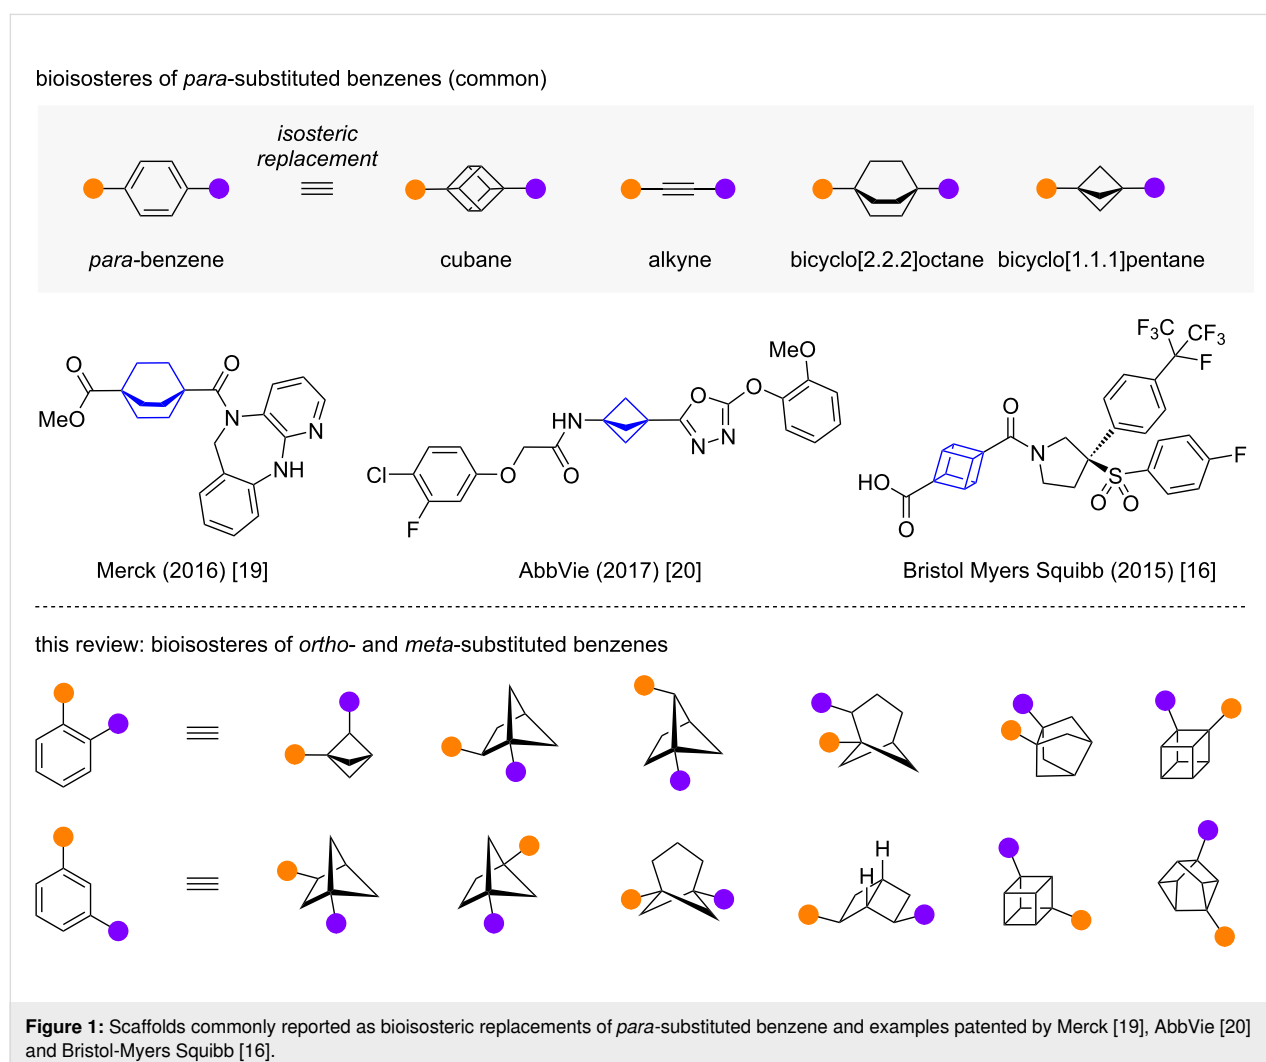 bioisosteres of para-substituted benzenes (common)
isosteric
replacement
para-benzene
cubane
alkyne
bicyclo[2.2.2]octane
bicyclo[1.1.1]pentane
O
MeO
O
N
N
NH
Cl
F
O
O
HN
O
N
N
O
MeO
HO
O
O
N
S
O
O
F
F3C
CF3
F
Merck (2016) [19]
AbbVie (2017) [20]
Bristol Myers Squibb (2015) [16]
this review: bioisosteres of ortho- and meta-substituted benzenes
H
H
Figure 1: Scaffolds commonly reported as bioisosteric replacements of para-substituted benzene and examples patented by Merck [19], AbbVie [20]
and Bristol-Myers Squibb [16].